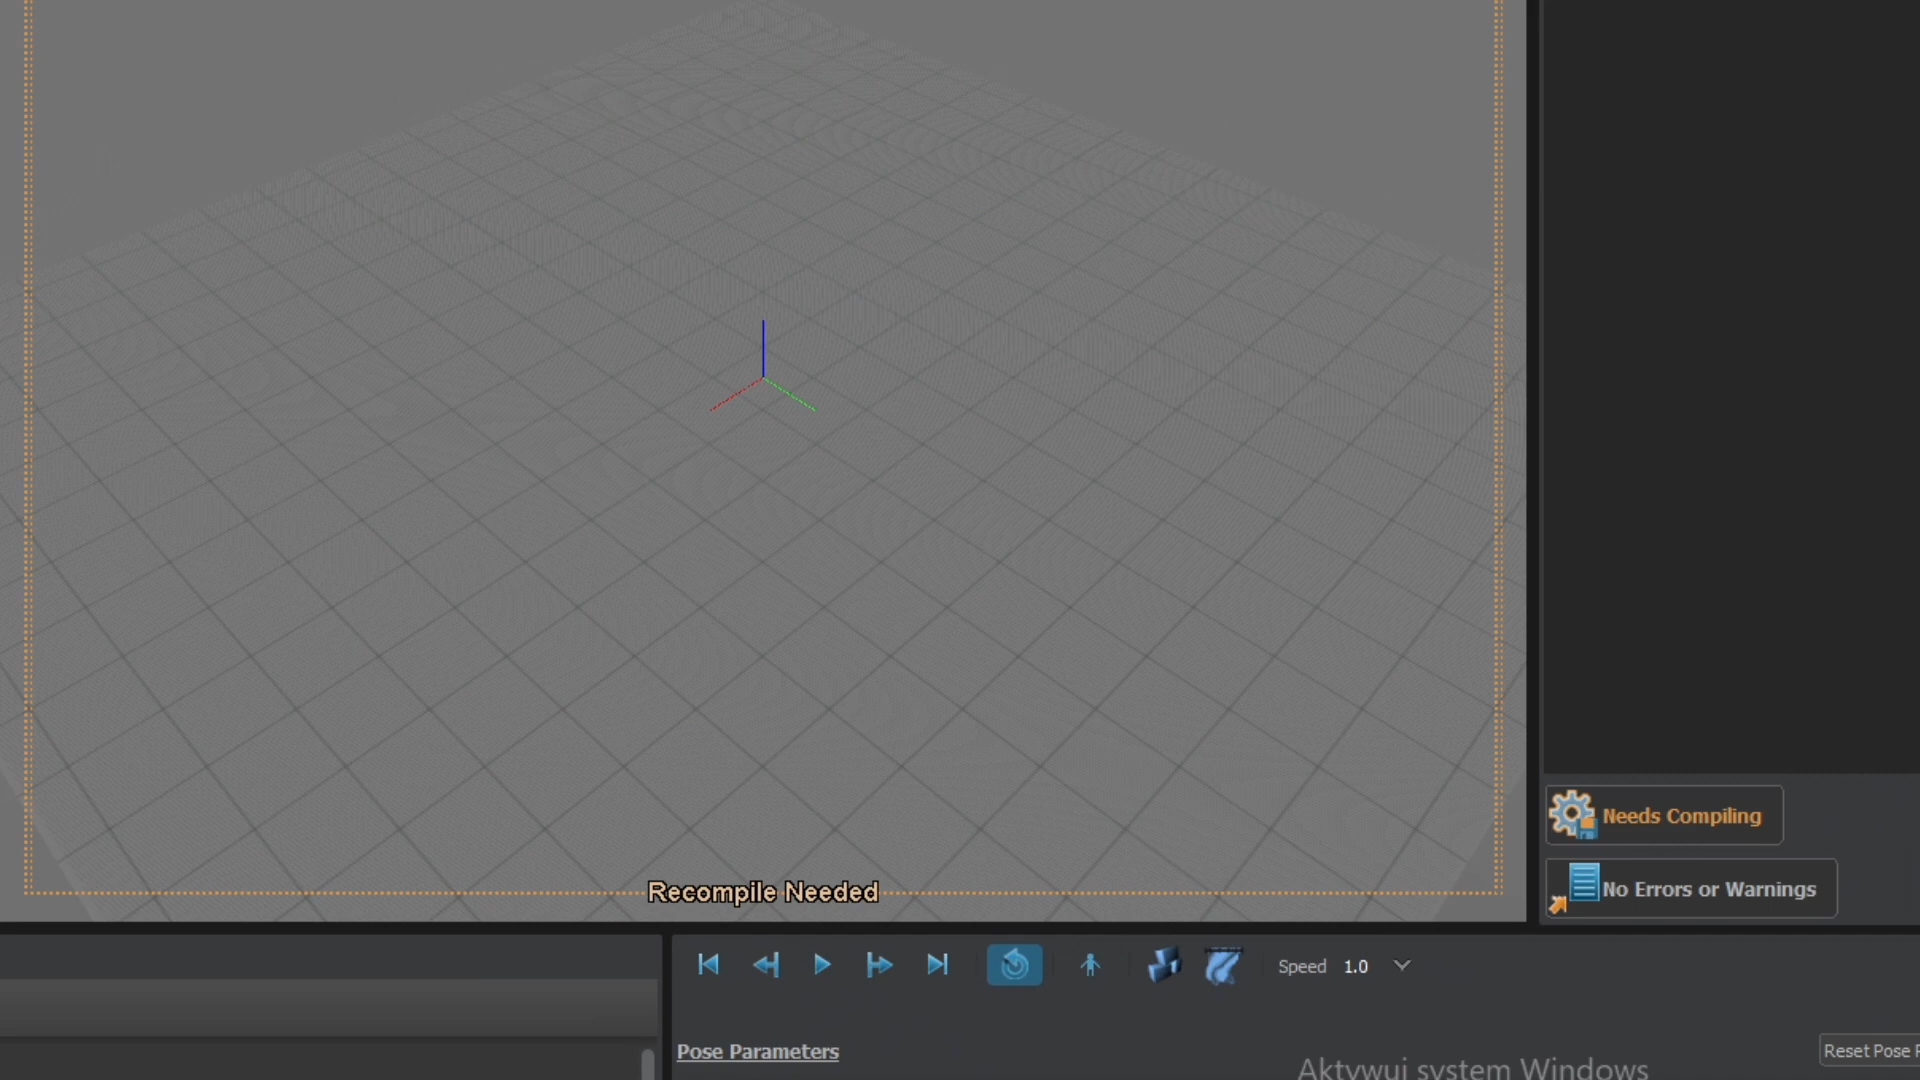 Needs Compiling
Recompile Needed
No Errors or Warnings
Speed 1.0
Pose Parameters
Reset Pose
Aktywuj system Windows